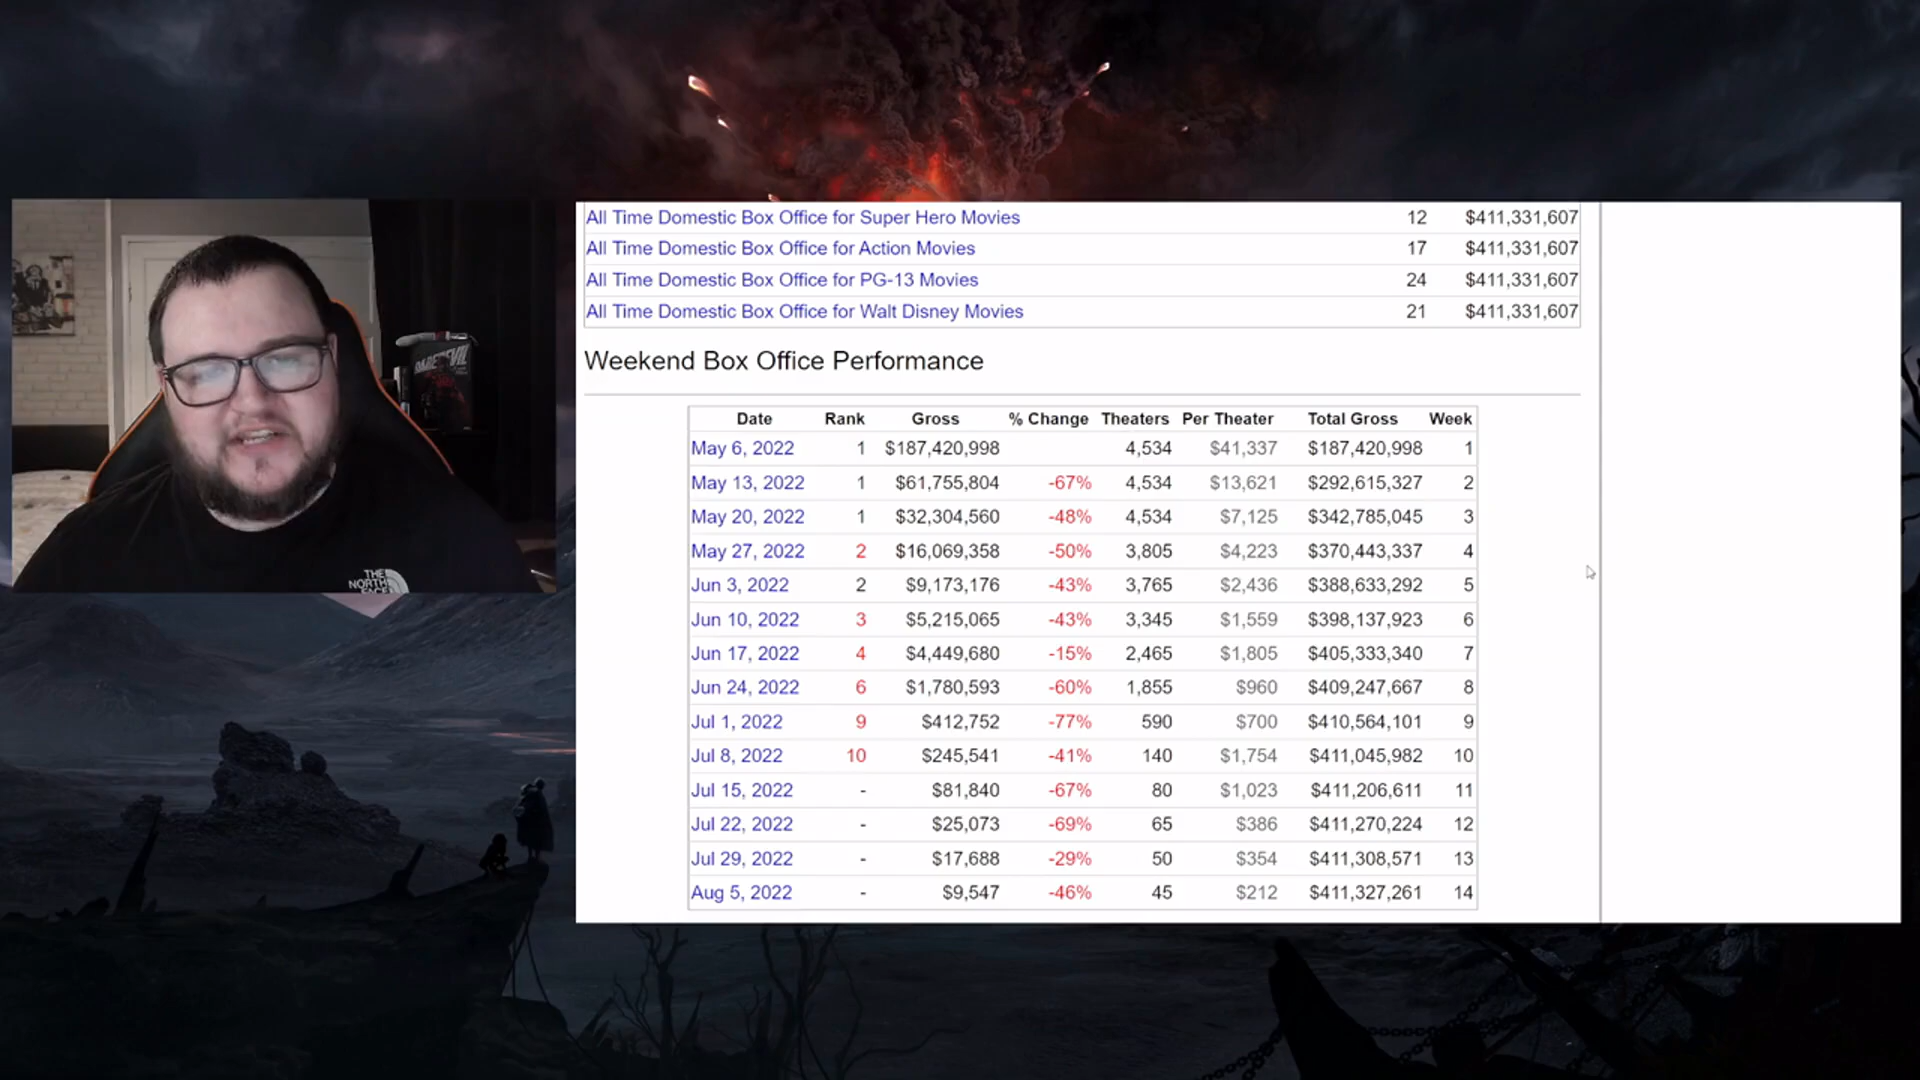 All Time Domestic Box Office for Super Hero Movies 12 $411,331,607
All Time Domestic Box Office for Action Movies 17 $411,331,607
All Time Domestic Box Office for PG-13 Movies 24 $411,331,607
All Time Domestic Box Office for Walt Disney Movies 21 $411,331,607
Weekend Box Office Performance
Date Rank Gross % Change Theaters Per Theater Total Gross Week
May 6, 2022 1 $187,420,998 4,534 $41,337 $187,420,998 1
May 13, 2022 1 $61,755,804 -67% 4,534 $13,621 $292,615,327 2
May 20, 2022 1 $32,304,560 -48% 4,534 $7,125 $342,785,045 3
May 27, 2022 2 $16,069,358 -50% 3,805 $4,223 $370,443,337 4
Jun 3, 2022 2 $9,173,176 -43% 3,765 $2,436 $388,633,292 5
Jun 10, 2022 3 $5,215,065 -43% 3,345 $1,559 $398,137,923 6
Jun 17, 2022 4 $4,449,680 -15% 2,465 $1,805 $405,333,340 7
Jun 24, 2022 6 $1,780,593 -60% 1,855 $960 $409,247,667 8
Jul 1, 2022 9 $412,752 -77% 590 $700 $410,564,101 9
Jul 8, 2022 10 $245,541 -41% 140 $1,754 $411,045,982 10
Jul 15, 2022 - $81,840 -67% 80 $1,023 $411,206,611 11
Jul 22, 2022 - $25,073 -69% 65 $386 $411,270,224 12
Jul 29, 2022 - $17,688 -29% 50 $354 $411,308,571 13
Aug 5, 2022 - $9,547 -46% 45 $212 $411,327,261 14
DAREDEVIL
THE
NORTH
FACE